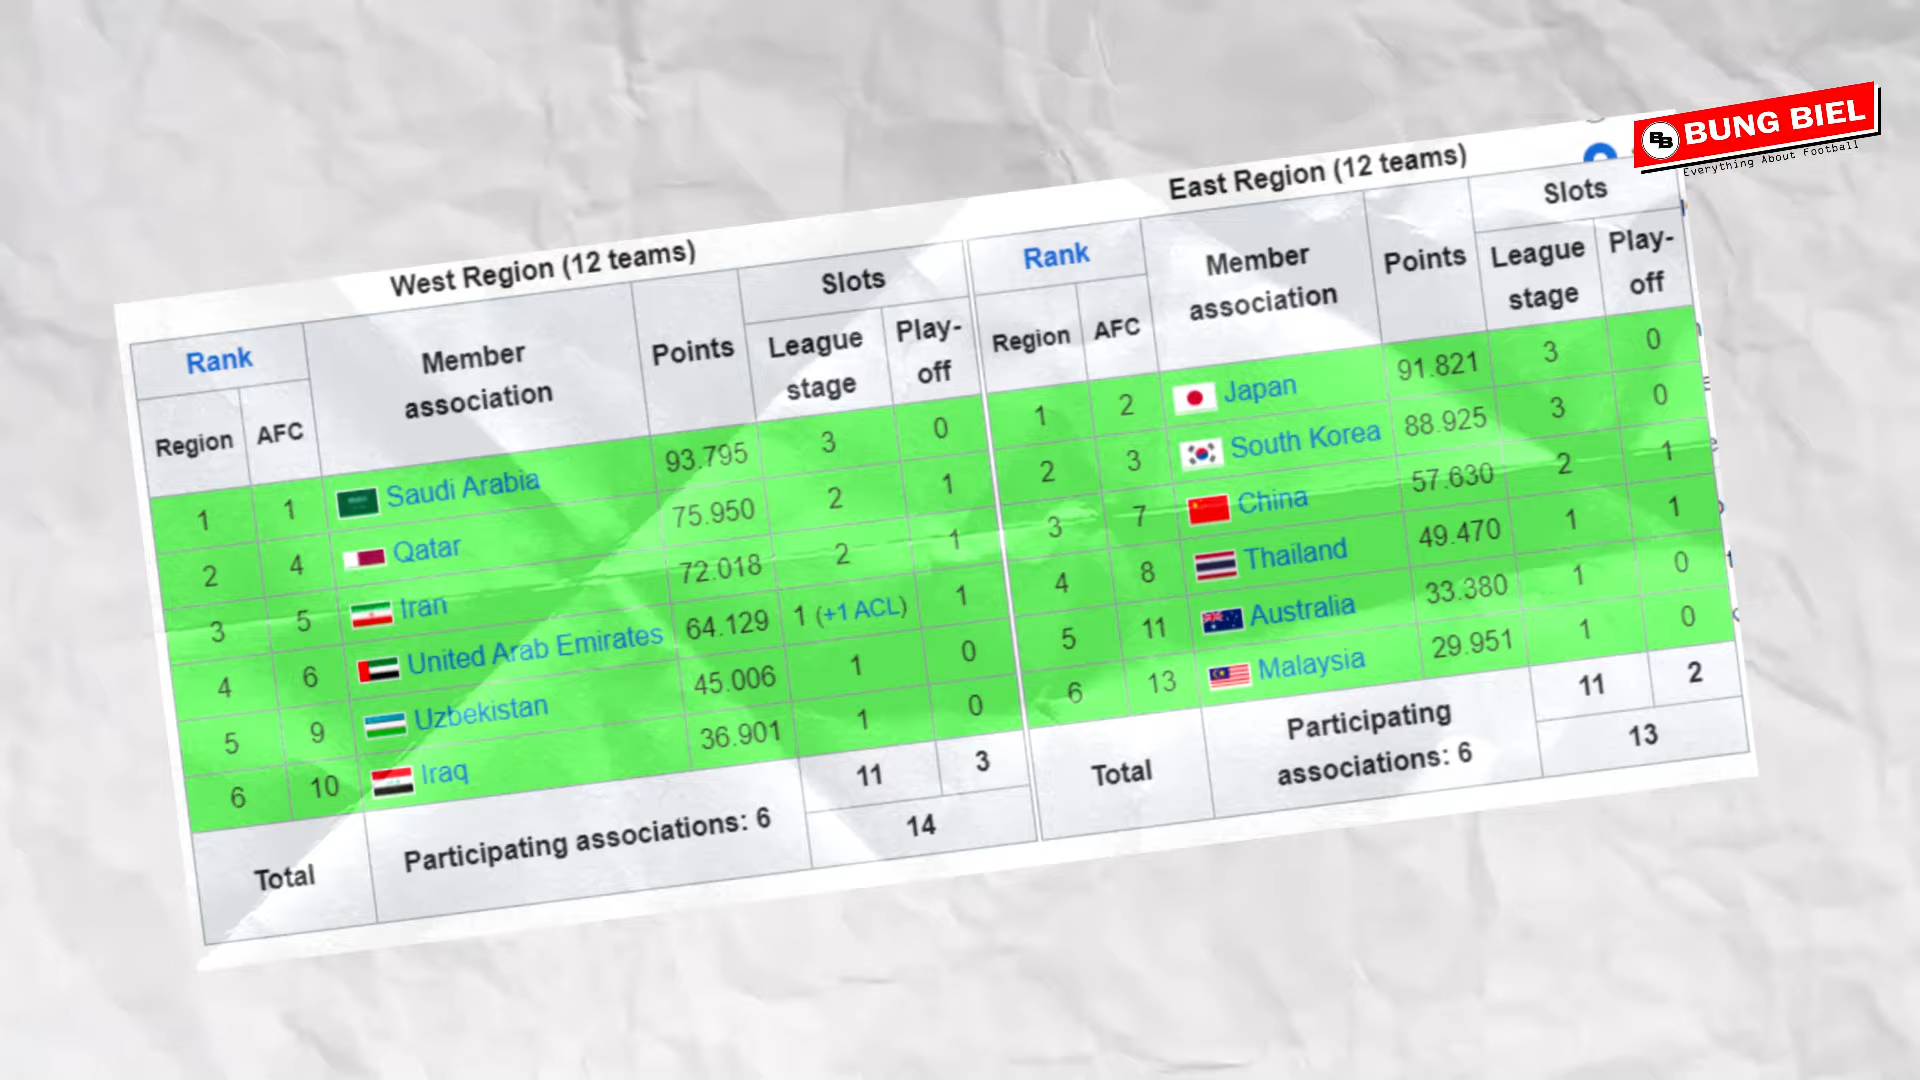 BB BUNG BIEL
Everything About Football
West Region (12 teams)
Rank
Member association
Points
Slots
Region
AFC
League stage
Play-off
1 1 Saudi Arabia 93.795 3 0
2 4 Qatar 75.950 2 1
3 5 Iran 72.018 2 1
4 6 United Arab Emirates 64.129 1 (+1 ACL) 1
5 9 Uzbekistan 45.006 1 0
6 10 Iraq 36.901 1 0
Total
Participating associations: 6
11 3
14
East Region (12 teams)
Rank
Member association
Points
Slots
Region
AFC
League stage
Play-off
1 2 Japan 91.821 3 0
2 3 South Korea 88.925 3 0
3 7 China 57.630 2 1
4 8 Thailand 49.470 1 1
5 11 Australia 33.380 1 0
6 13 Malaysia 29.951 1 0
Total
Participating associations: 6
11 2
13